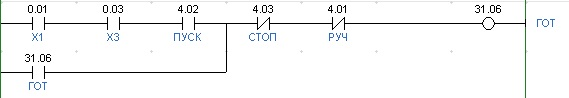 0.01 0.03 4.02 4.03 4.01 31.06
X1 X3 ПУСК СТОП РУЧ ГОТ
31.06
ГОТ